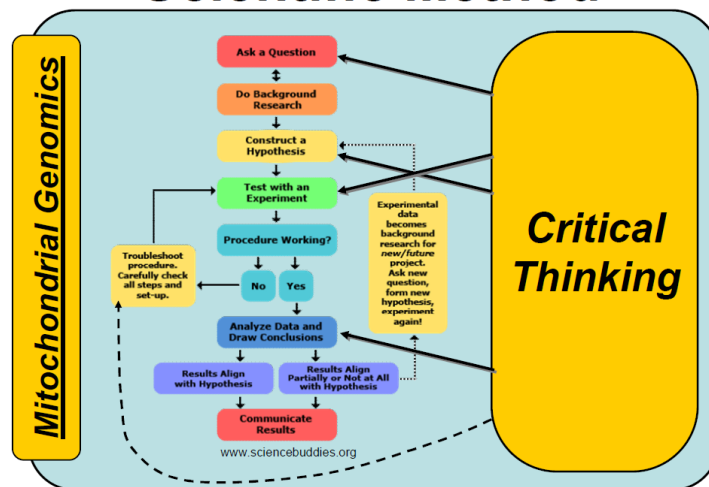 Scientific Method
Mitochondrial Genomics
Ask a Question
Do Background
Research
Construct a
Hypothesis
Test with an
Experiment
Procedure Working?
No
Yes
Troubleshoot
procedure.
Carefully check
all steps and
set-up.
Experimental
data
becomes
background
research for
new/future
project.
Ask new
question,
form new
hypothesis,
experiment
again!
Analyze Data and
Draw Conclusions
Results Align
with Hypothesis
Results Align
Partially or Not at All
with Hypothesis
Communicate
Results
www.sciencebuddies.org
Critical
Thinking